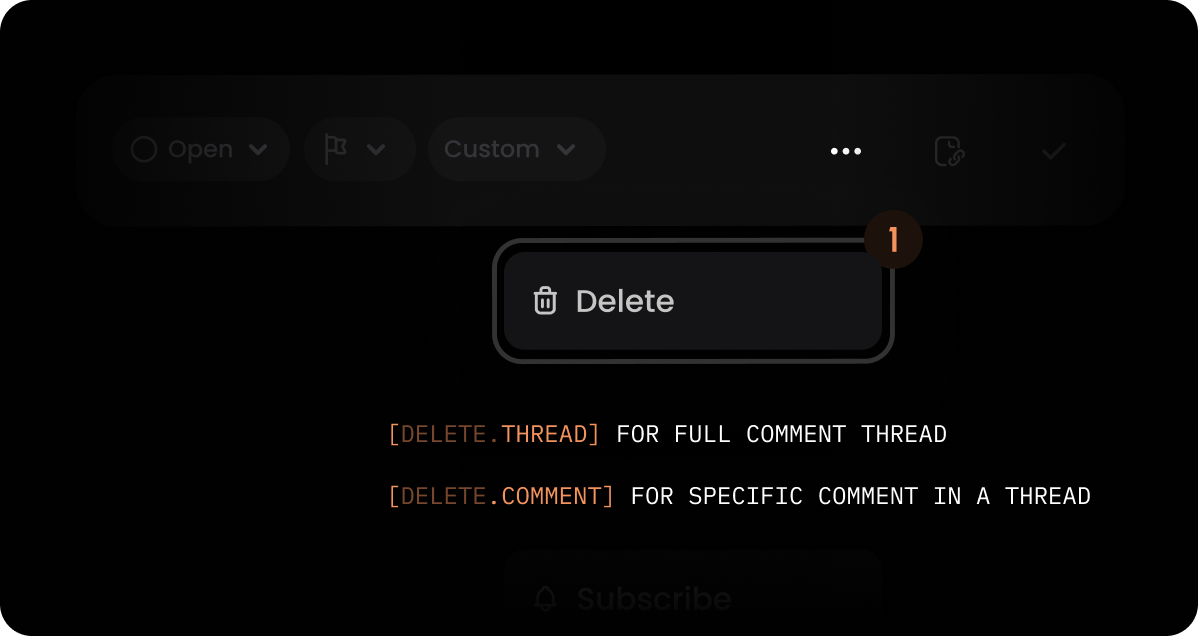 Open
Custom
1
Delete
[DELETE.THREAD] FOR FULL COMMENT THREAD
[DELETE.COMMENT] FOR SPECIFIC COMMENT IN A THREAD
Subscribe